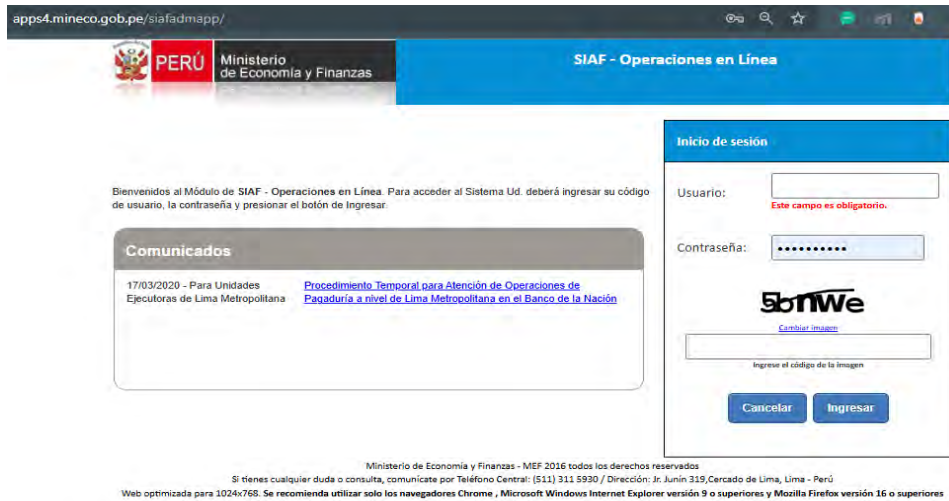 apps4.mineco.gob.pe/siafadmapp/
PERÚ
Ministerio
de Economía y Finanzas
SIAF - Operaciones en Línea
Inicio de sesión
Bienvenidos al Módulo de SIAF - Operaciones en Línea. Para acceder al Sistema Ud. deberá ingresar su código
de usuario, la contraseña y presionar el botón de Ingresar.
Usuario:
Este campo es obligatorio.
Comunicados
Contraseña:
17/03/2020 - Para Unidades
Ejecutoras de Lima Metropolitana
Procedimiento Temporal para Atención de Operaciones de
Pagaduría a nivel de Lima Metropolitana en el Banco de la Nación
5bnWe
Cambiar imagen
Ingrese el código de la imagen
Cancelar
Ingresar
Ministerio de Economía y Finanzas - MEF 2016 todos los derechos reservados
Si tienes cualquier duda o consulta, comunícate por Teléfono Central: (511) 311 5930 / Dirección: Jr. Junín 319,Cercado de Lima, Lima - Perú
Web optimizada para 1024x768. Se recomienda utilizar solo los navegadores Chrome , Microsoft Windows Internet Explorer versión 9 o superiores y Mozilla Firefox versión 16 o superiores